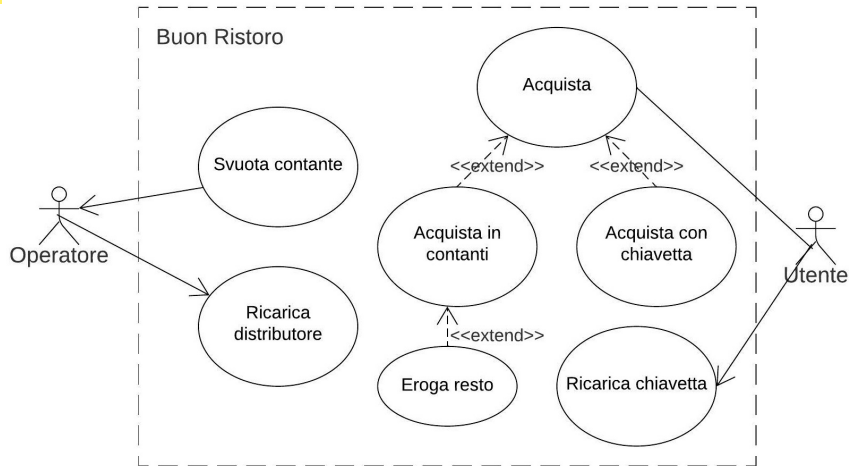 Buon Ristoro
Acquista
Svuota contante
<<extend>>
<<extend>>
Operatore
Acquista in
contanti
Acquista con
chiavetta
Utente
Ricarica
distributore
<<extend>>
Eroga resto
Ricarica chiavetta